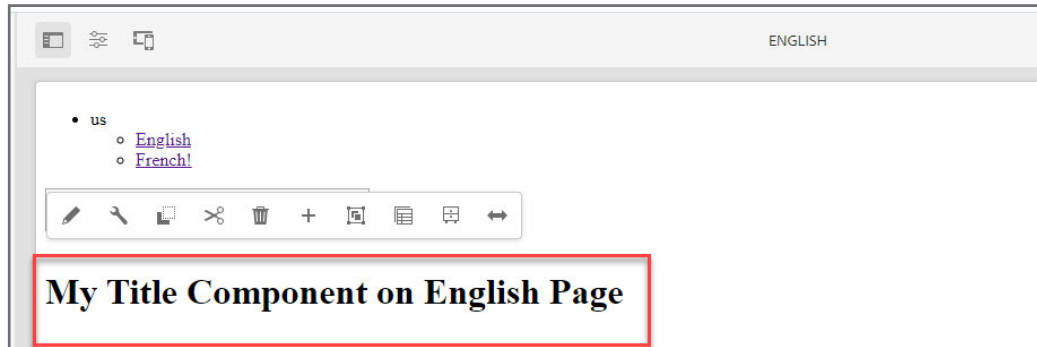 ENGLISH
us
English
French!
My Title Component on English Page